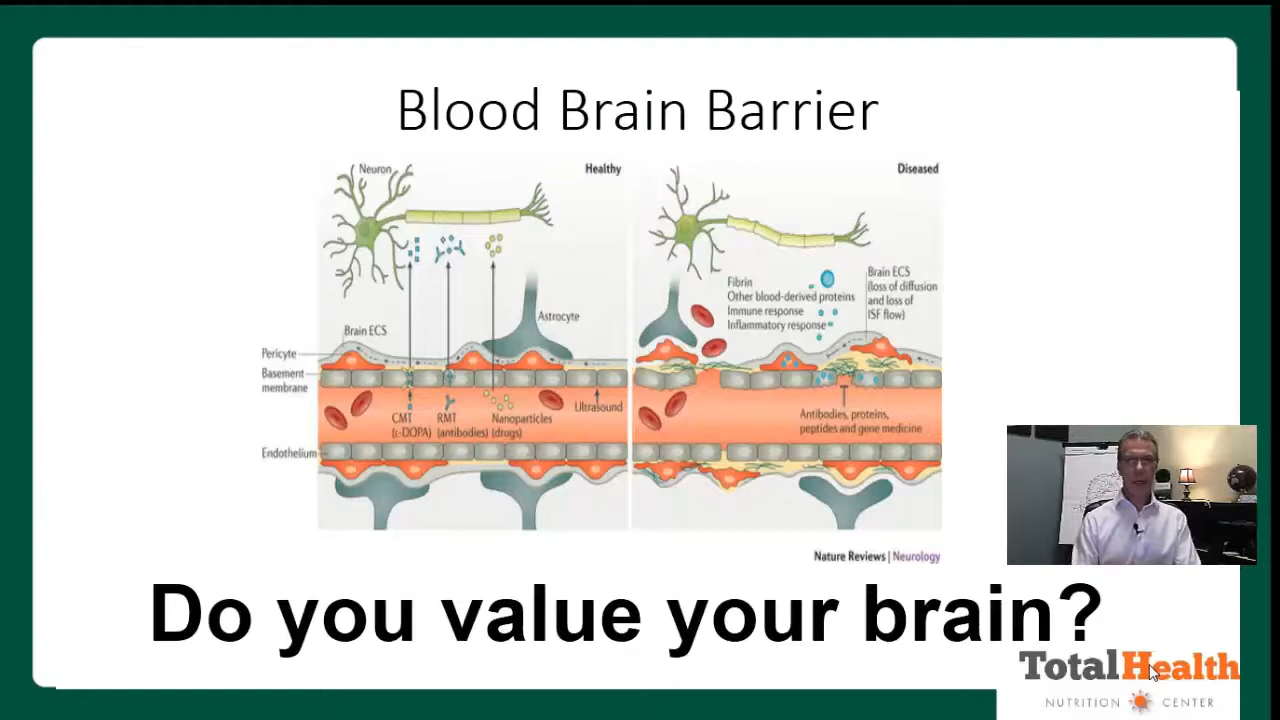 Blood Brain Barrier
Neuron
Healthy
Astrocyte
Brain ECS
Pericyte
Basement
membrane
Ultrasound
CMT
(L-DOPA)
RMT
(antibodies)
Nanoparticles
(drugs)
Endothelium
Diseased
Fibrin
Other blood-derived proteins
Immune response
Inflammatory response
Brain ECS
(loss of diffusion
and loss of
ISF flow)
Antibodies, proteins,
peptides and gene medicine
Nature Reviews | Neurology
Do you value your brain?
TotalHealth
NUTRITION CENTER